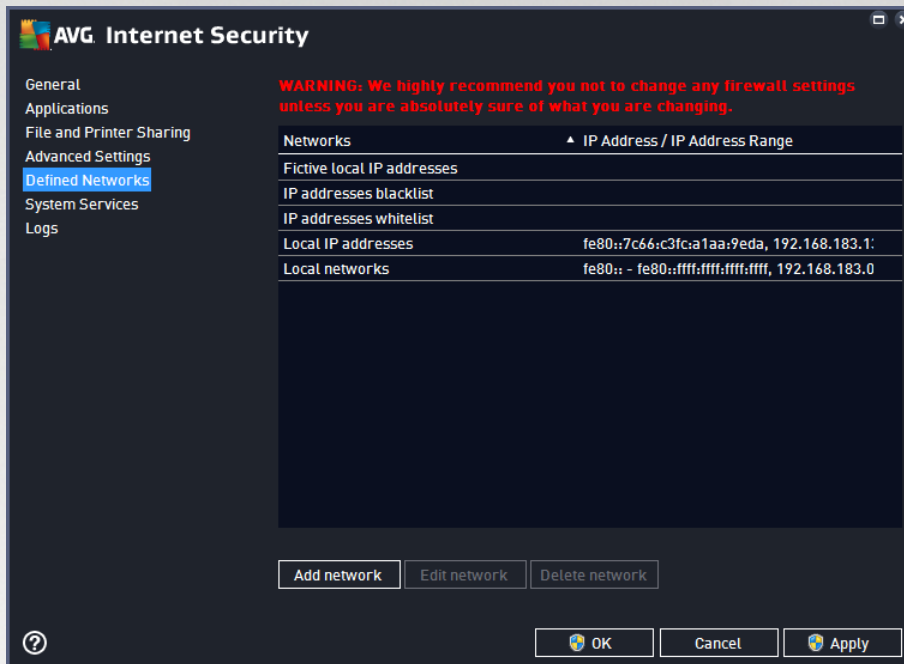 AVG Internet Security
General
Applications
File and Printer Sharing
Advanced Settings
Defined Networks
System Services
Logs
WARNING: We highly recommend you not to change any firewall settings
unless you are absolutely sure of what you are changing.
Networks ▲ IP Address / IP Address Range
Fictive local IP addresses
IP addresses blacklist
IP addresses whitelist
Local IP addresses fe80::7c66:c3fc:a1aa:9eda, 192.168.183.1
Local networks fe80:: - fe80::ffff:ffff:ffff:ffff, 192.168.183.0
Add network Edit network Delete network
? OK Cancel Apply